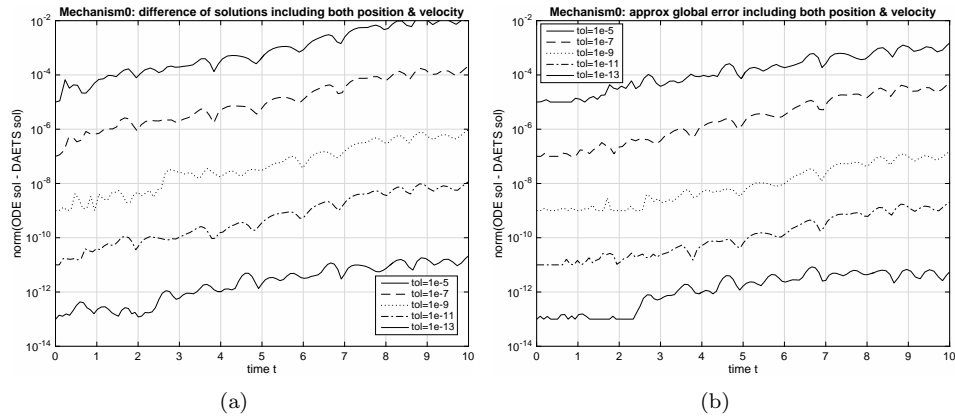 Mechanism0: difference of solutions including both position & velocity
10^-2
10^-4
10^-6
10^-8
10^-10
10^-12
10^-14
norm(ODE sol - DAETS sol)
tol=1e-5
tol=1e-7
tol=1e-9
tol=1e-11
tol=1e-13
0 1 2 3 4 5 6 7 8 9 10
time t
(a)
Mechanism0: approx global error including both position & velocity
10^-2
10^-4
10^-6
10^-8
10^-10
10^-12
10^-14
norm(ODE sol - DAETS sol)
tol=1e-5
tol=1e-7
tol=1e-9
tol=1e-11
tol=1e-13
0 1 2 3 4 5 6 7 8 9 10
time t
(b)